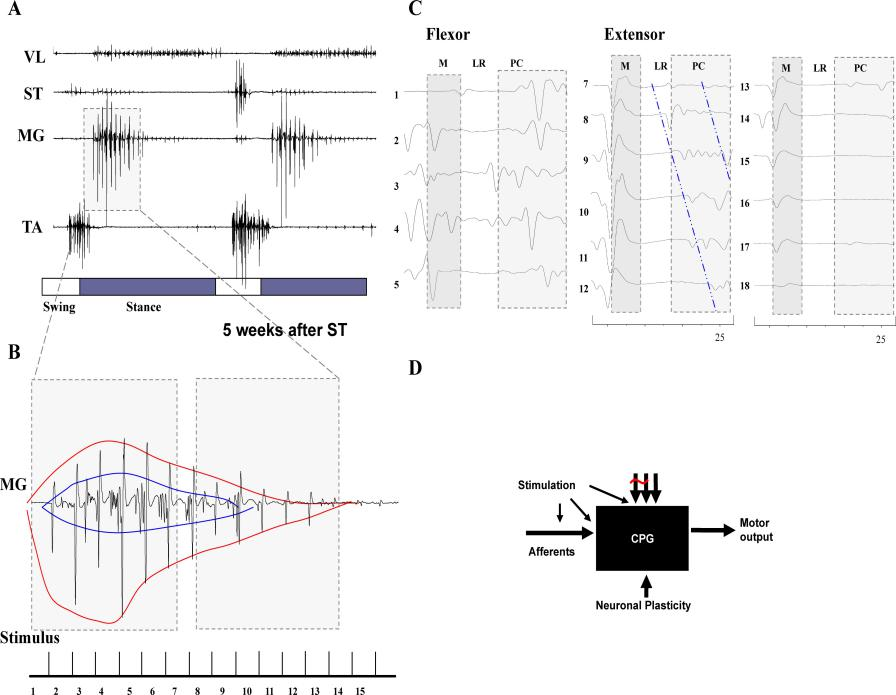 A
VL
ST
MG
TA
Swing
Stance
5 weeks after ST
B
MG
Stimulus
1 2 3 4 5 6 7 8 9 10 11 12 13 14 15
C
Flexor
Extensor
M LR PC
1
2
3
4
5
M LR PC
7
8
9
10
11
12
25
M LR PC
13
14
15
16
17
18
25
D
Stimulation
Afferents
CPG
Motor
output
Neuronal Plasticity